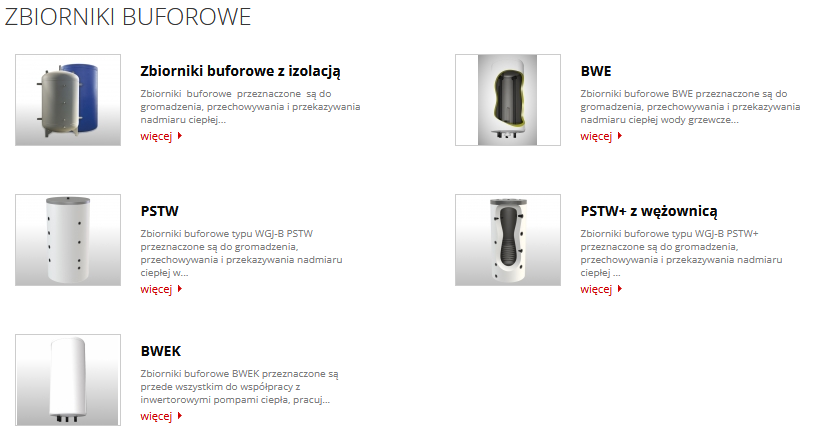 ZBIORNIKI BUFOROWE
Zbiorniki buforowe z izolacją
Zbiorniki buforowe przeznaczone są do
gromadzenia, przechowywania i przekazywania
nadmiaru ciepłej...
więcej
BWE
Zbiorniki buforowe BWE przeznaczone są do
gromadzenia, przechowywania i przekazywania
nadmiaru ciepłej wody grzewcze...
więcej
PSTW
Zbiorniki buforowe typu WGJ-B PSTW
przeznaczone są do gromadzenia,
przechowywania i przekazywania nadmiaru
ciepłej w...
więcej
PSTW+ z wężownicą
Zbiorniki buforowe typu WGJ-B PSTW+
przeznaczone są do gromadzenia,
przechowywania i przekazywania nadmiaru
ciepłej ...
więcej
BWEK
Zbiorniki buforowe BWEK przeznaczone są
przede wszystkim do współpracy z
inwertorowymi pompami ciepła, pracuj...
więcej